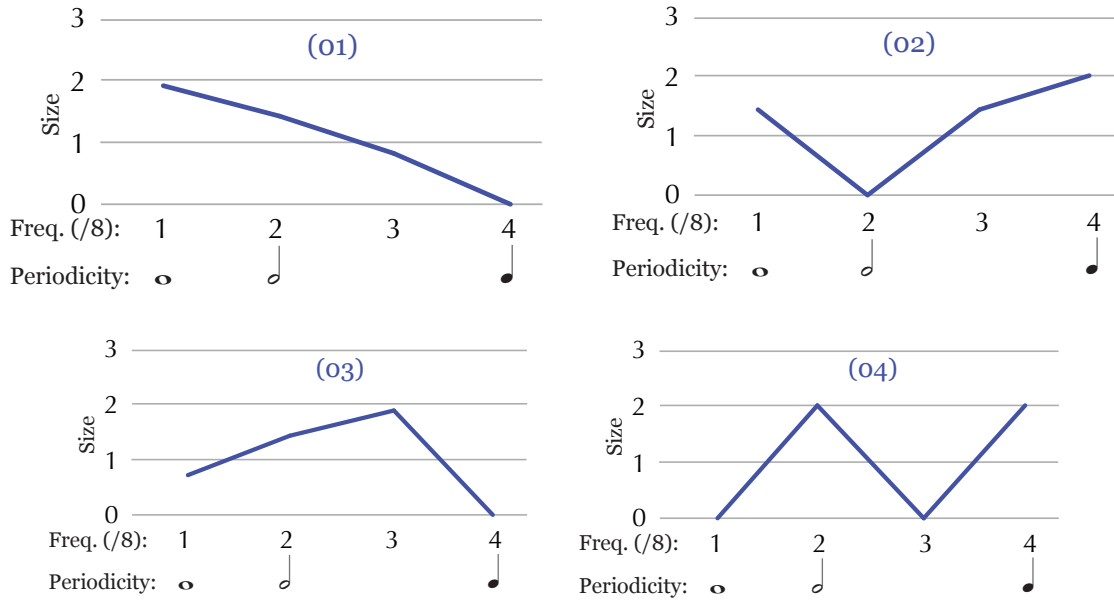 (01)
3
2
1
0
Size
Freq. (/8): 1 2 3 4
Periodicity:
(02)
3
2
1
0
Size
Freq. (/8): 1 2 3 4
Periodicity:
(03)
3
2
1
0
Size
Freq. (/8): 1 2 3 4
Periodicity:
(04)
3
2
1
0
Size
Freq. (/8): 1 2 3 4
Periodicity: